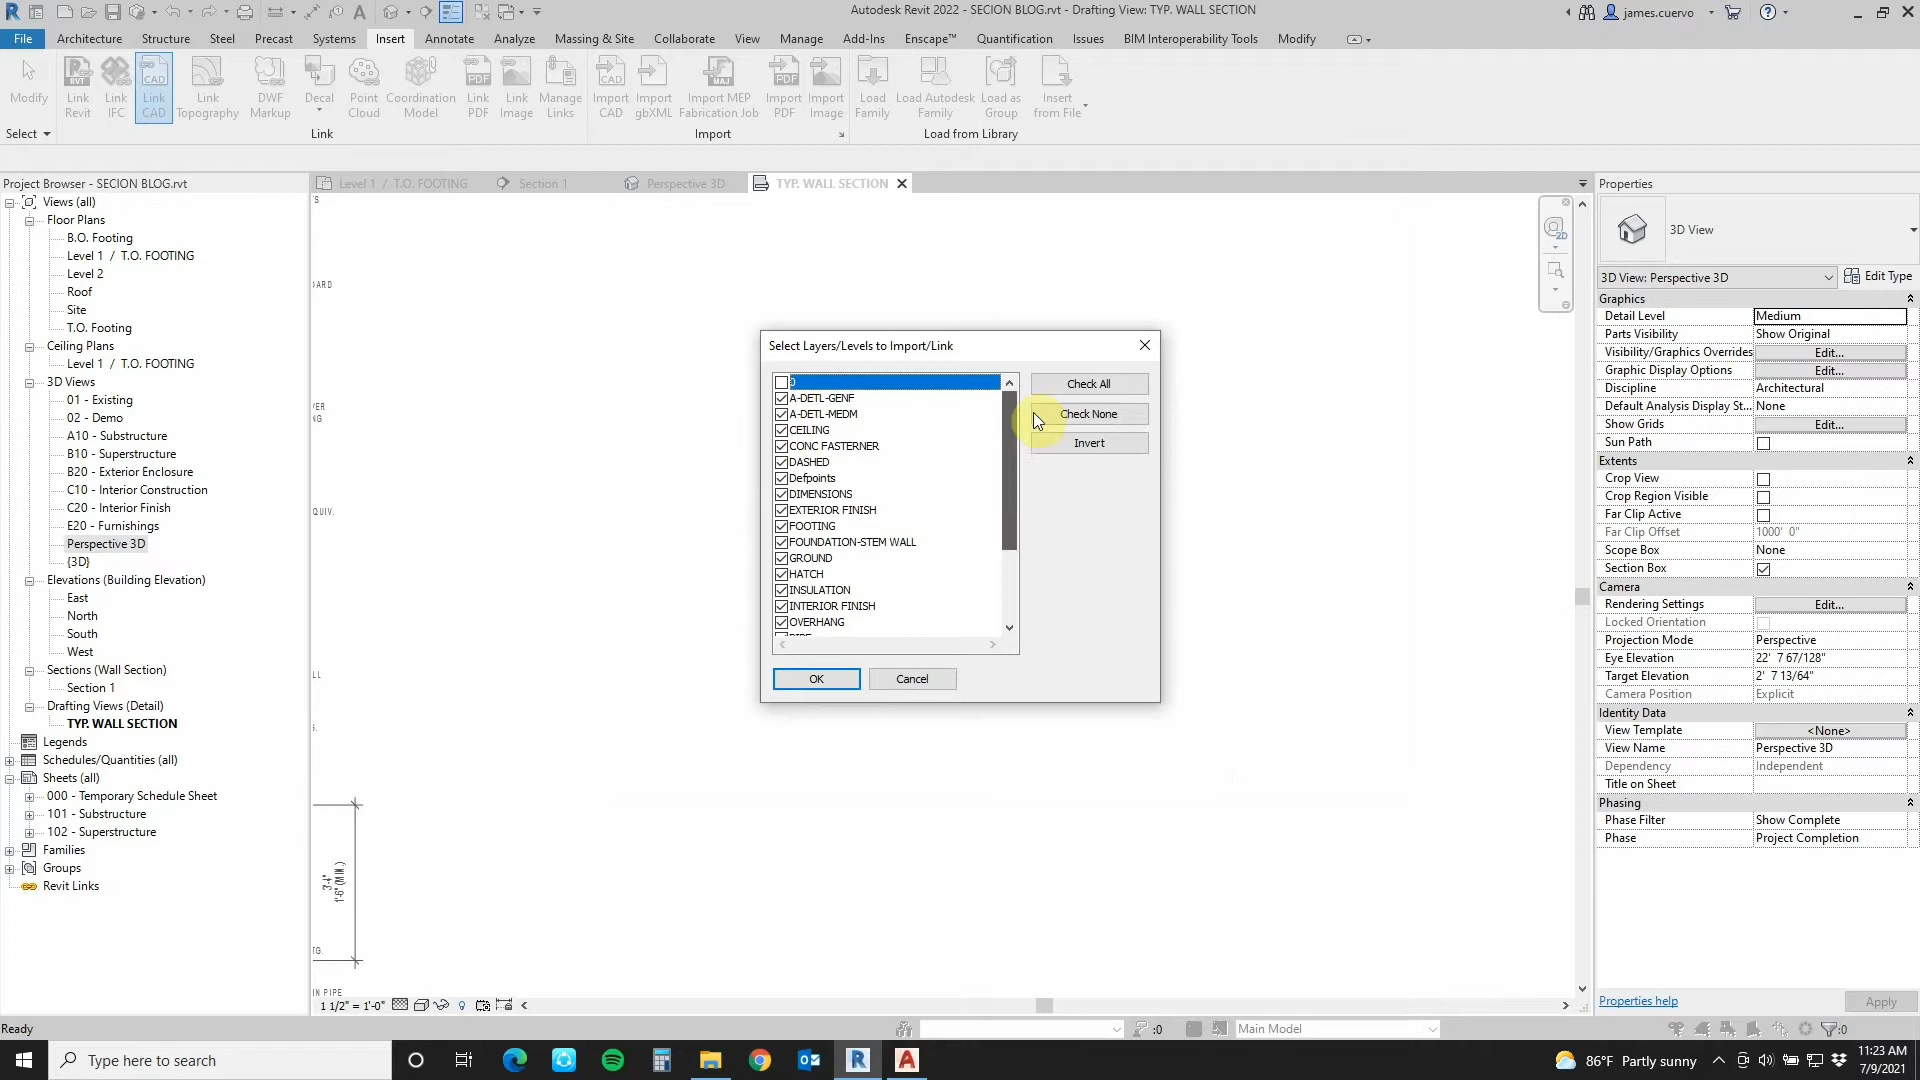 Autodesk Revit 2022 - SECION BLOG.rvt - Drafting View: TYP. WALL SECTION
james.cuervo
File Architecture Structure Steel Precast Systems Insert Annotate Analyze Massing & Site Collaborate View Manage Add-Ins Enscape™ Quantification Issues BIM Interoperability Tools Modify
Modify
Link Revit
Link IFC
Link CAD
Link Topography
DWF Markup
Decal
Point Cloud
Coordination Model
Link PDF
Link Image
Manage Links
Import CAD
Import gbXML
Import MEP Fabrication Job
Import PDF
Import Image
Load Family
Load Autodesk Family
Load as Group
Insert from File
Select
Link
Import
Load from Library
Project Browser - SECION BLOG.rvt
Views (all)
Floor Plans
B.O. Footing
Level 1 / T.O. FOOTING
Level 2
Roof
Site
T.O. Footing
Ceiling Plans
Level 1 / T.O. FOOTING
3D Views
01 - Existing
02 - Demo
A10 - Substructure
B10 - Superstructure
B20 - Exterior Enclosure
C10 - Interior Construction
C20 - Interior Finish
E20 - Furnishings
Perspective 3D
{3D}
Elevations (Building Elevation)
East
North
South
West
Sections (Wall Section)
Section 1
Drafting Views (Detail)
TYP. WALL SECTION
Legends
Schedules/Quantities (all)
Sheets (all)
000 - Temporary Schedule Sheet
101 - Substructure
102 - Superstructure
Families
Groups
Revit Links
Level 1 / T.O. FOOTING
Section 1
Perspective 3D
TYP. WALL SECTION
2D
3'-4"
1'-6" (MIN.)
IN PIPE
1 1/2" = 1'-0"
Select Layers/Levels to Import/Link
0
A-DETL-GENF
A-DETL-MEDM
CEILING
CONC FASTERNER
DASHED
Defpoints
DIMENSIONS
EXTERIOR FINISH
FOOTING
FOUNDATION-STEM WALL
GROUND
HATCH
INSULATION
INTERIOR FINISH
OVERHANG
Check All
Check None
Invert
OK
Cancel
Properties
3D View
3D View: Perspective 3D
Edit Type
Graphics
Detail Level Medium
Parts Visibility Show Original
Visibility/Graphics Overrides Edit...
Graphic Display Options Edit...
Discipline Architectural
Default Analysis Display St... None
Show Grids Edit...
Sun Path
Extents
Crop View
Crop Region Visible
Far Clip Active
Far Clip Offset 1000' 0"
Scope Box None
Section Box
Camera
Rendering Settings Edit...
Locked Orientation
Projection Mode Perspective
Eye Elevation 22' 7 67/128"
Target Elevation 2' 7 13/64"
Camera Position Explicit
Identity Data
View Template <None>
View Name Perspective 3D
Dependency Independent
Title on Sheet
Phasing
Phase Filter Show Complete
Phase Project Completion
Properties help
Apply
Ready
:0
Main Model
:0
Type here to search
86°F Partly sunny
11:23 AM
7/9/2021